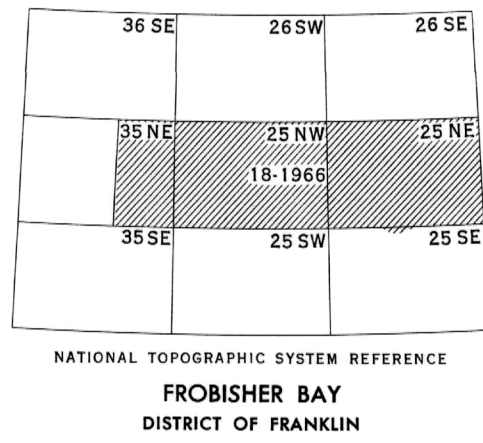 36 SE 26 SW 26 SE
35 NE 25 NW 25 NE
18-1966
35 SE 25 SW 25 SE
NATIONAL TOPOGRAPHIC SYSTEM REFERENCE
FROBISHER BAY
DISTRICT OF FRANKLIN